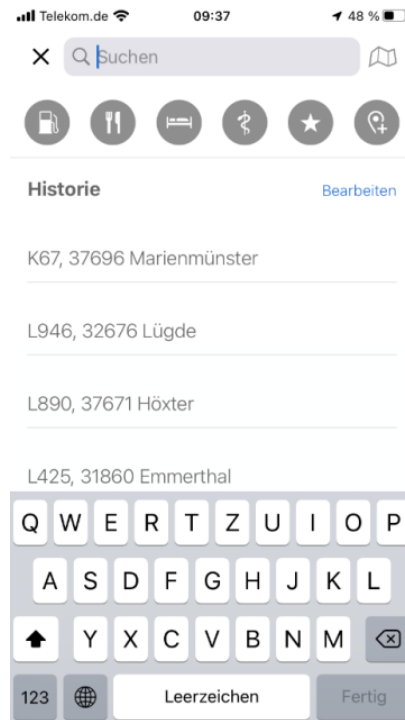 Telekom.de 09:37 48 %
Suchen
Historie Bearbeiten
K67, 37696 Marienmünster
L946, 32676 Lügde
L890, 37671 Höxter
L425, 31860 Emmerthal
Q W E R T Z U I O P
A S D F G H J K L
Y X C V B N M
123 Leerzeichen Fertig